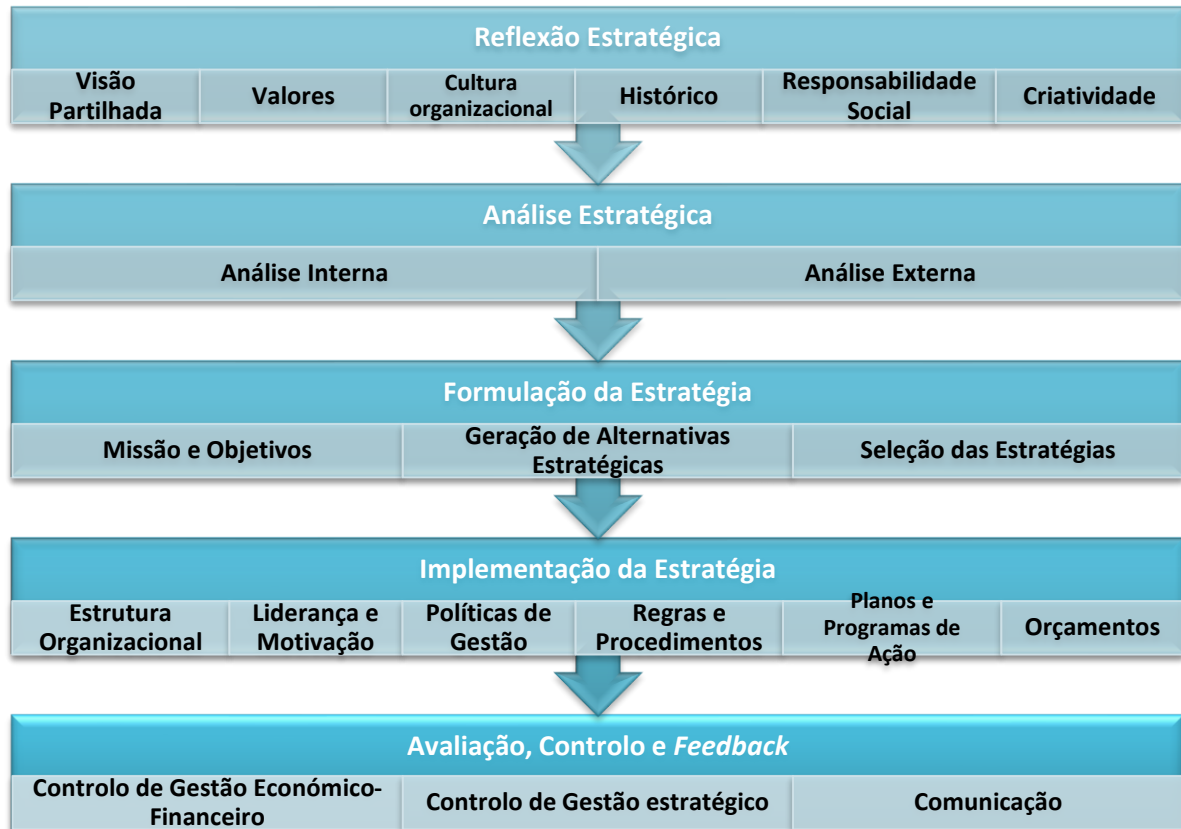 Reflexão Estratégica
Visão
Partilhada
Valores
Cultura
organizacional
Histórico
Responsabilidade
Social
Criatividade
Análise Estratégica
Análise Interna
Análise Externa
Formulação da Estratégia
Missão e Objetivos
Geração de Alternativas
Estratégicas
Seleção das Estratégias
Implementação da Estratégia
Estrutura
Organizacional
Liderança e
Motivação
Políticas de
Gestão
Regras e
Procedimentos
Planos e
Programas de
Ação
Orçamentos
Avaliação, Controlo e Feedback
Controlo de Gestão Económico-
Financeiro
Controlo de Gestão estratégico
Comunicação